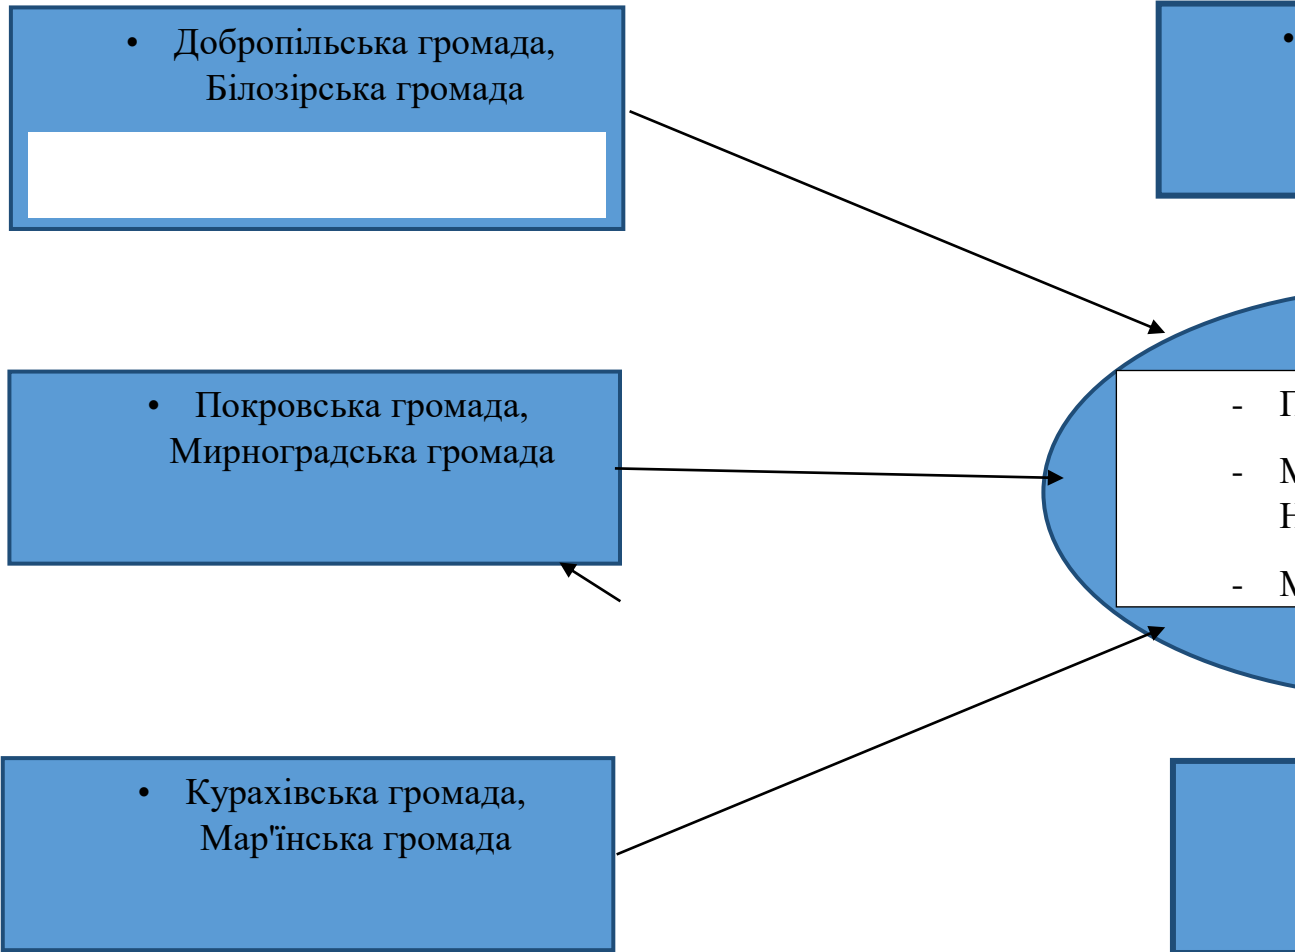 • Добропільська громада,
Білозірська громада
•
• Покровська громада,
Мирноградська громада
-
-
-
• Курахівська громада,
Мар'їнська громада